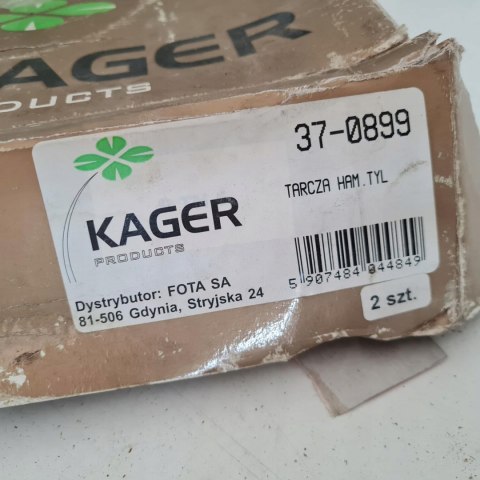 KAGER
PRODUCTS
37-0899
TARCZA HAM.TYL
KAGER
PRODUCTS
5 907484 044849
Dystrybutor: FOTA SA
81-506 Gdynia, Stryjska 24
2 szt.